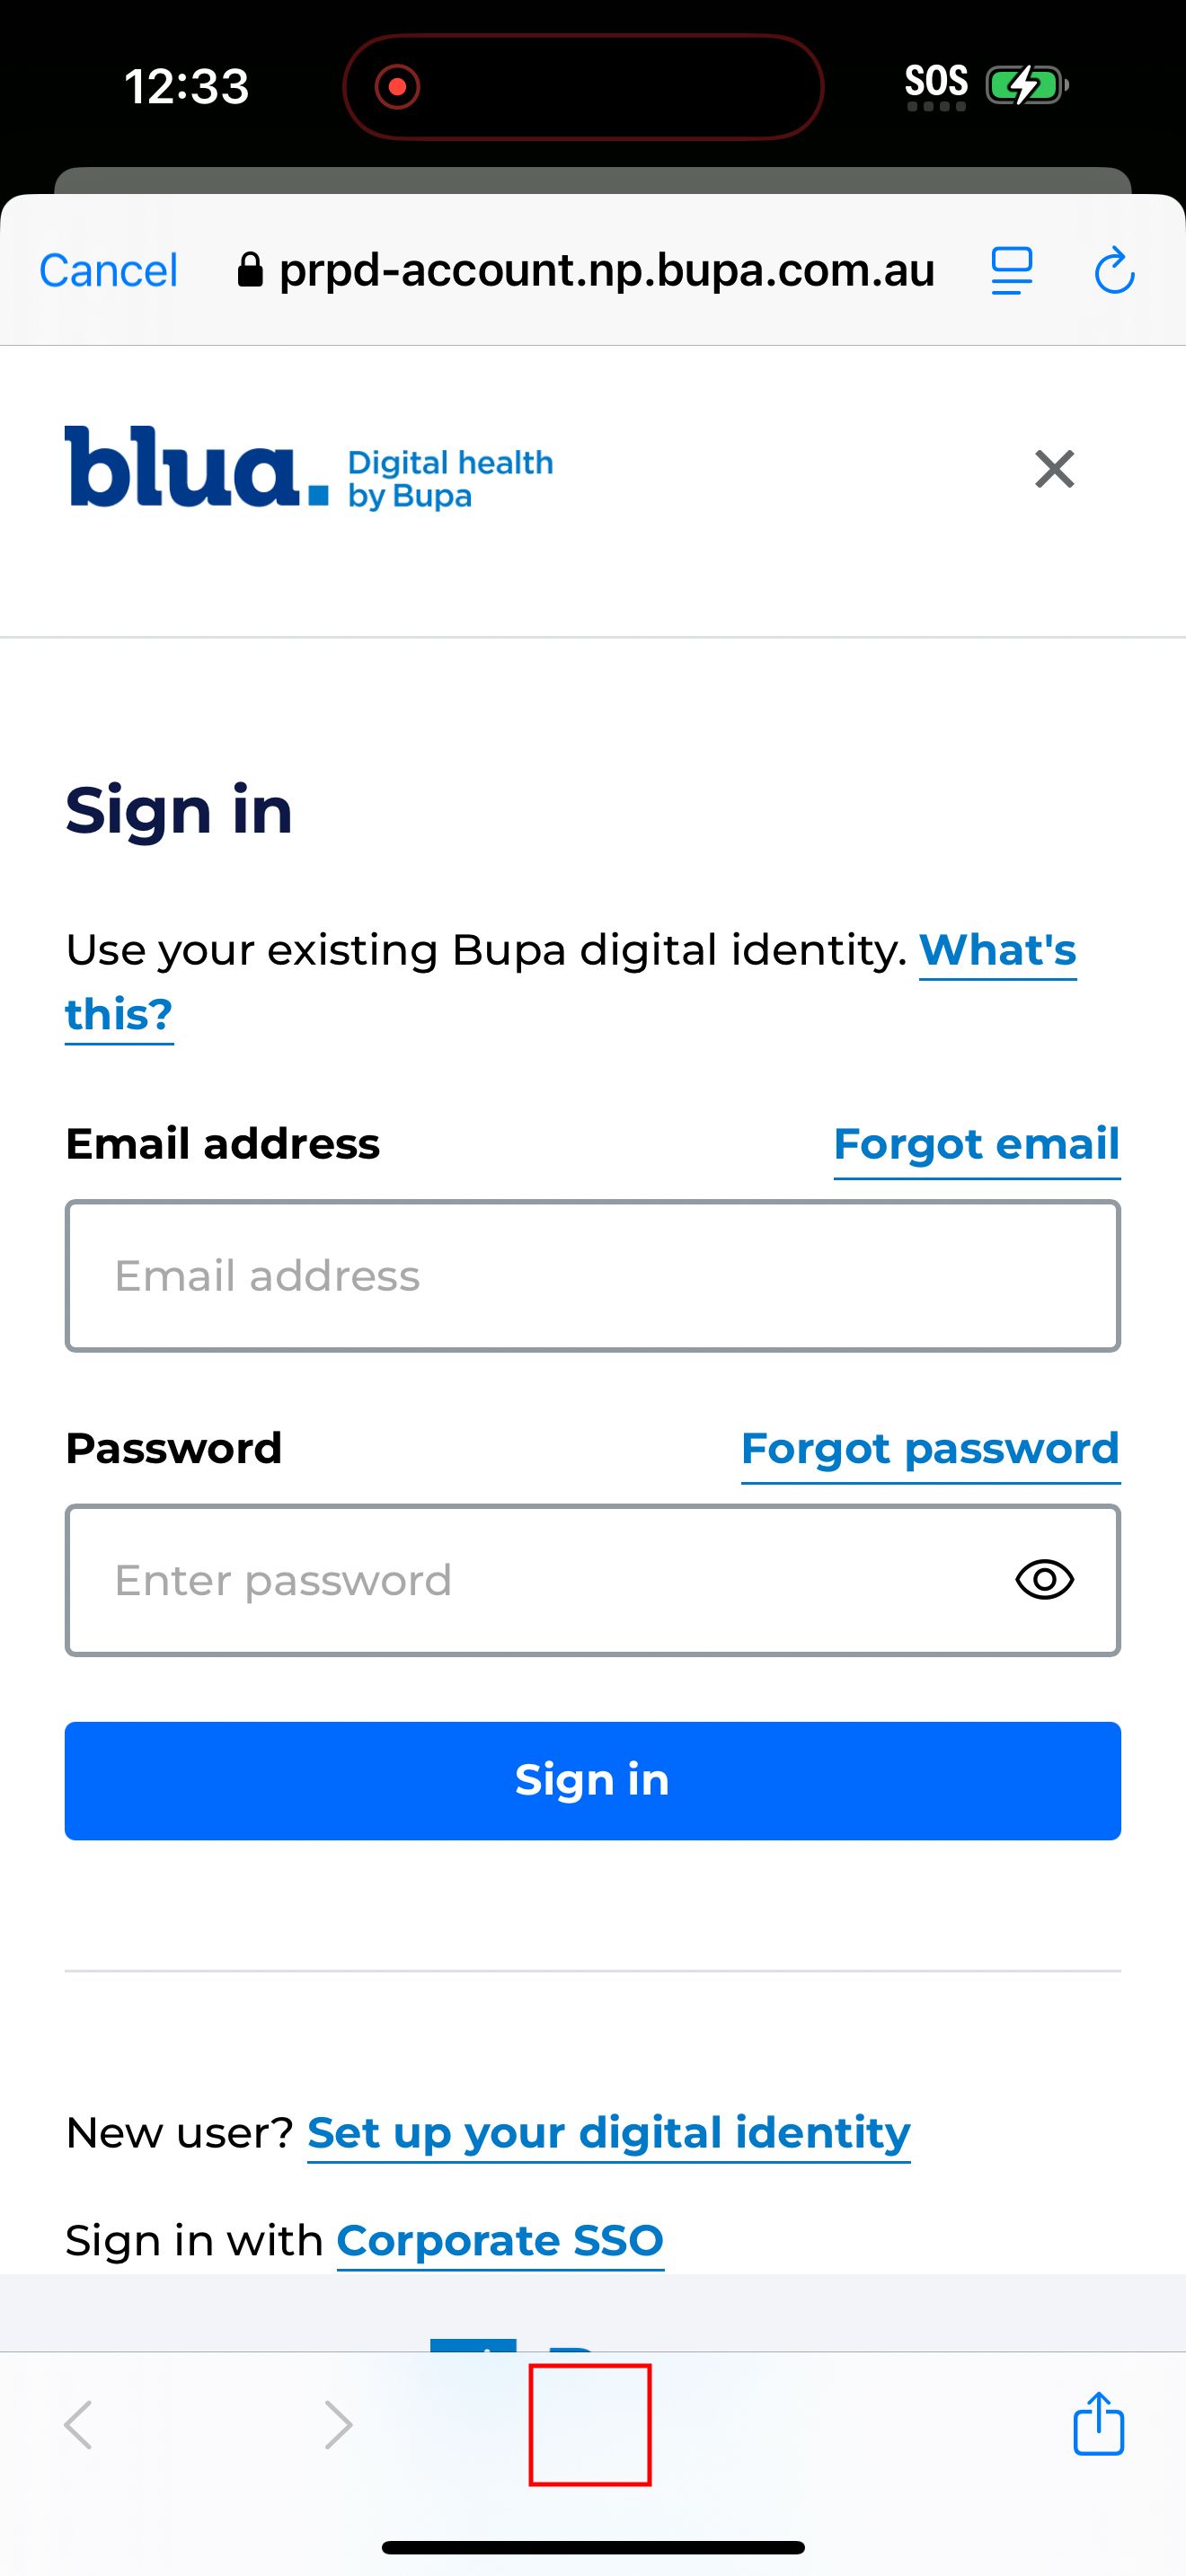 12:33
SOS
Cancel
prpd-account.np.bupa.com.au
blua.
Digital health
by Bupa
Sign in
Use your existing Bupa digital identity. What's
this?
Email address
Forgot email
Email address
Password
Forgot password
Enter password
Sign in
New user? Set up your digital identity
Sign in with Corporate SSO